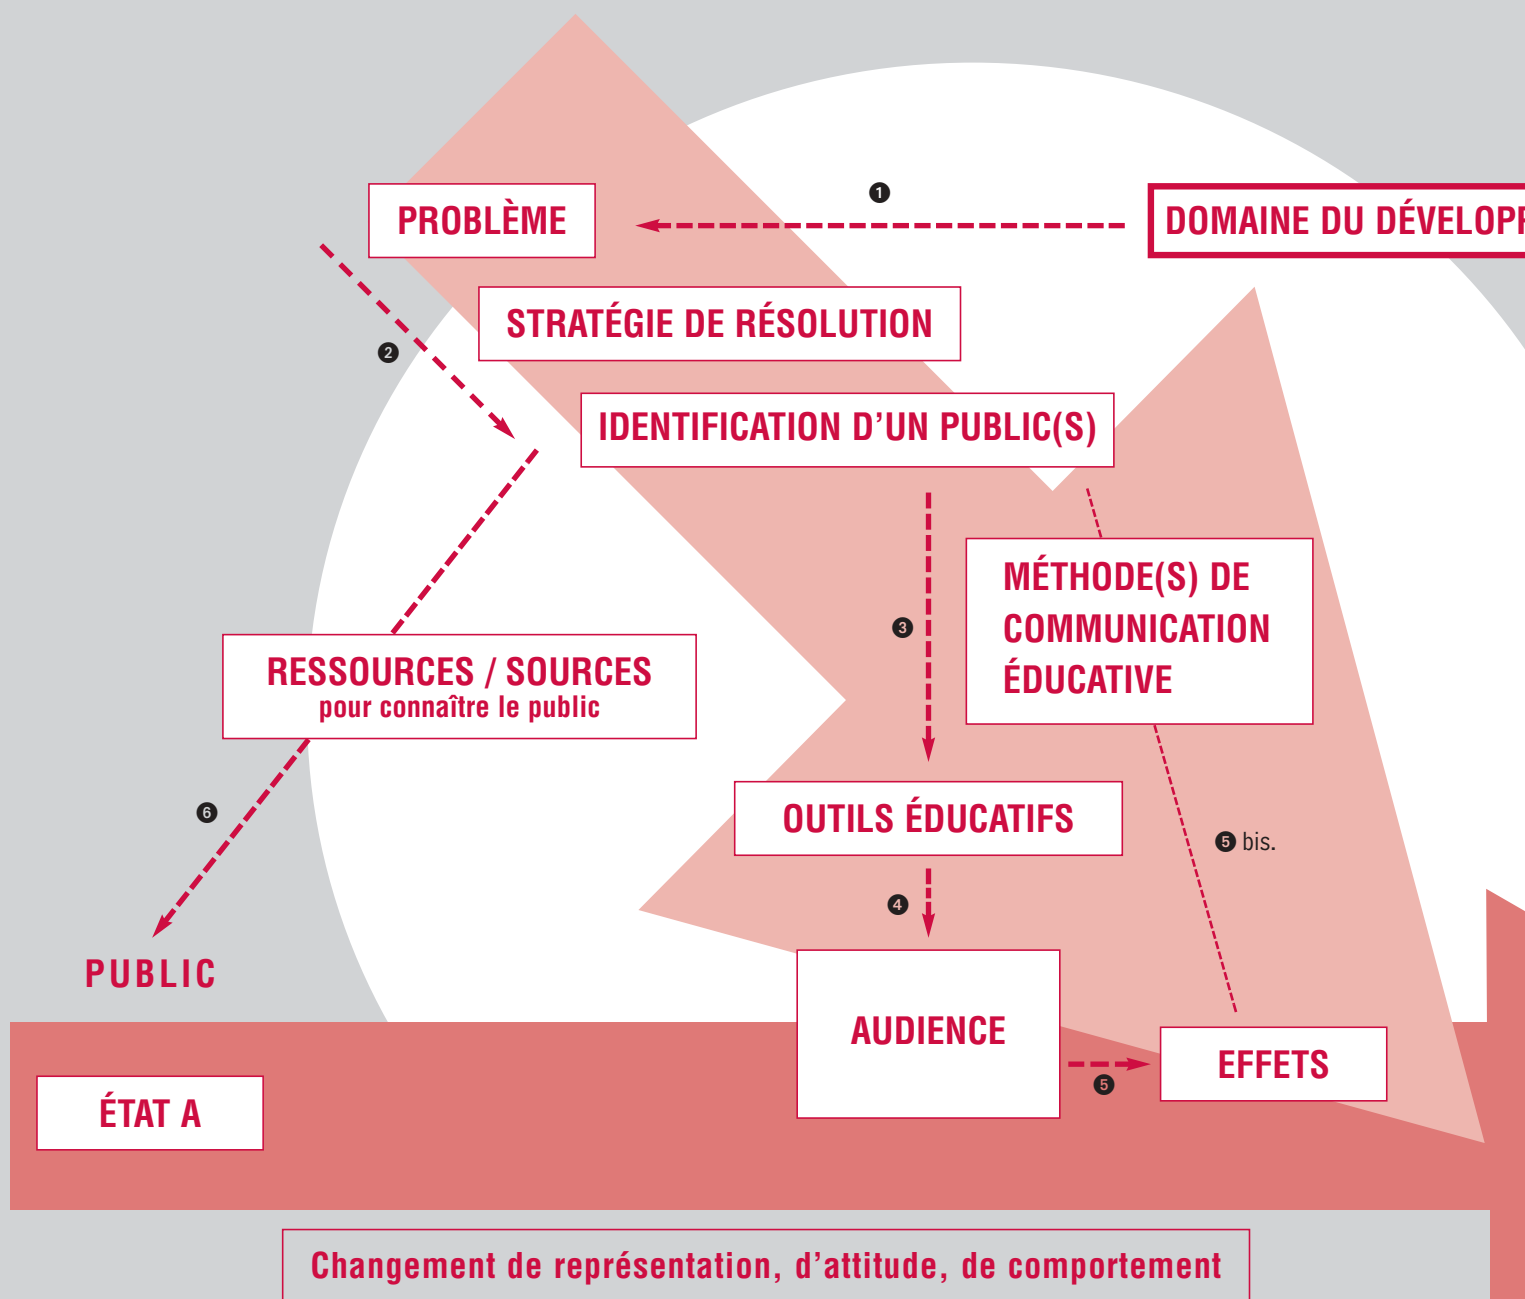 ❶
PROBLÈME
DOMAINE DU
STRATÉGIE DE RÉSOLUTION
❷
IDENTIFICATION D'UN PUBLIC(S)
MÉTHODE(S) DE
COMMUNICATION
ÉDUCATIVE
❸
RESSOURCES / SOURCES
pour connaître le public
❻
OUTILS ÉDUCATIFS
❺ bis.
❹
PUBLIC
AUDIENCE
EFFETS
❺
ÉTAT A
Changement de représentation, d'attitude, de comportement